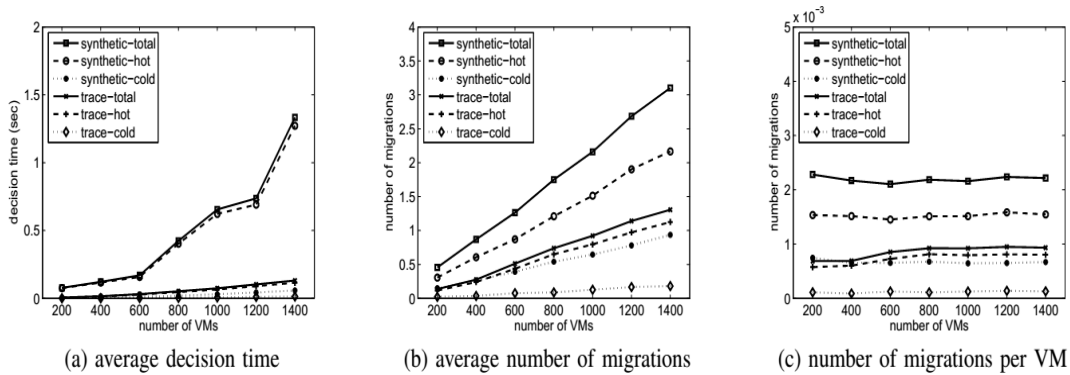 2
1.5
1
0.5
0
decision time (sec)
synthetic-total
synthetic-hot
synthetic-cold
trace-total
trace-hot
trace-cold
200 400 600 800 1000 1200 1400
number of VMs
(a) average decision time
4
3.5
3
2.5
2
1.5
1
0.5
0
number of migrations
synthetic-total
synthetic-hot
synthetic-cold
trace-total
trace-hot
trace-cold
200 400 600 800 1000 1200 1400
number of VMs
(b) average number of migrations
5 x 10⁻³
4
3
2
1
0
number of migrations
synthetic-total
synthetic-hot
synthetic-cold
trace-total
trace-hot
trace-cold
200 400 600 800 1000 1200 1400
number of VMs
(c) number of migrations per VM